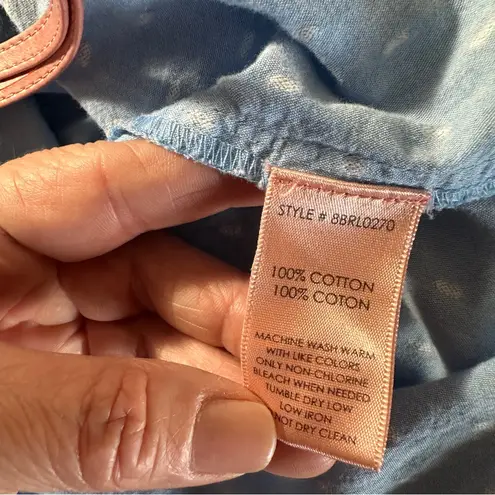 STYLE # 8BRL0270
100% COTTON
100% COTON
MACHINE WASH WARM
WITH LIKE COLORS
ONLY NON-CHLORINE
BLEACH WHEN NEEDED
TUMBLE DRY LOW
LOW IRON
NOT DRY CLEAN